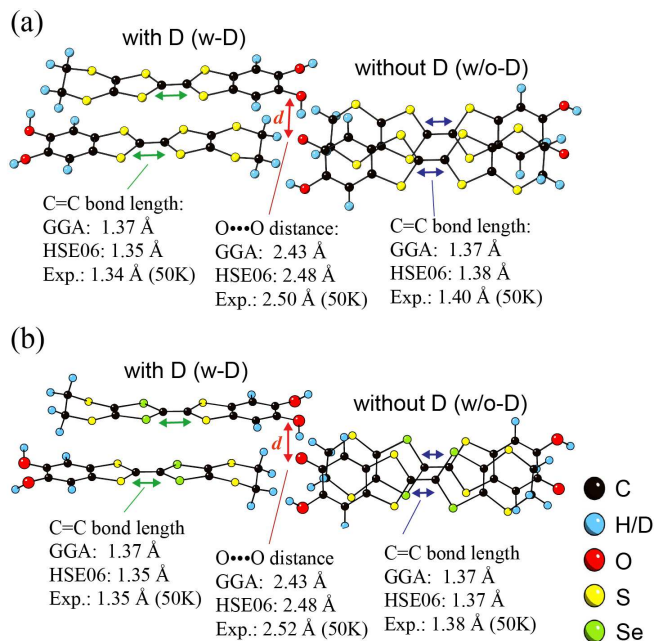 (a)
with D (w-D)
without D (w/o-D)
d
C=C bond length:
GGA: 1.37 Å
HSE06: 1.35 Å
Exp.: 1.34 Å (50K)
O•••O distance:
GGA: 2.43 Å
HSE06: 2.48 Å
Exp.: 2.50 Å (50K)
C=C bond length:
GGA: 1.37 Å
HSE06: 1.38 Å
Exp.: 1.40 Å (50K)
(b)
with D (w-D)
without D (w/o-D)
d
C=C bond length
GGA: 1.37 Å
HSE06: 1.35 Å
Exp.: 1.35 Å (50K)
O•••O distance
GGA: 2.43 Å
HSE06: 2.48 Å
Exp.: 2.52 Å (50K)
C=C bond length
GGA: 1.37 Å
HSE06: 1.37 Å
Exp.: 1.38 Å (50K)
C
H/D
O
S
Se